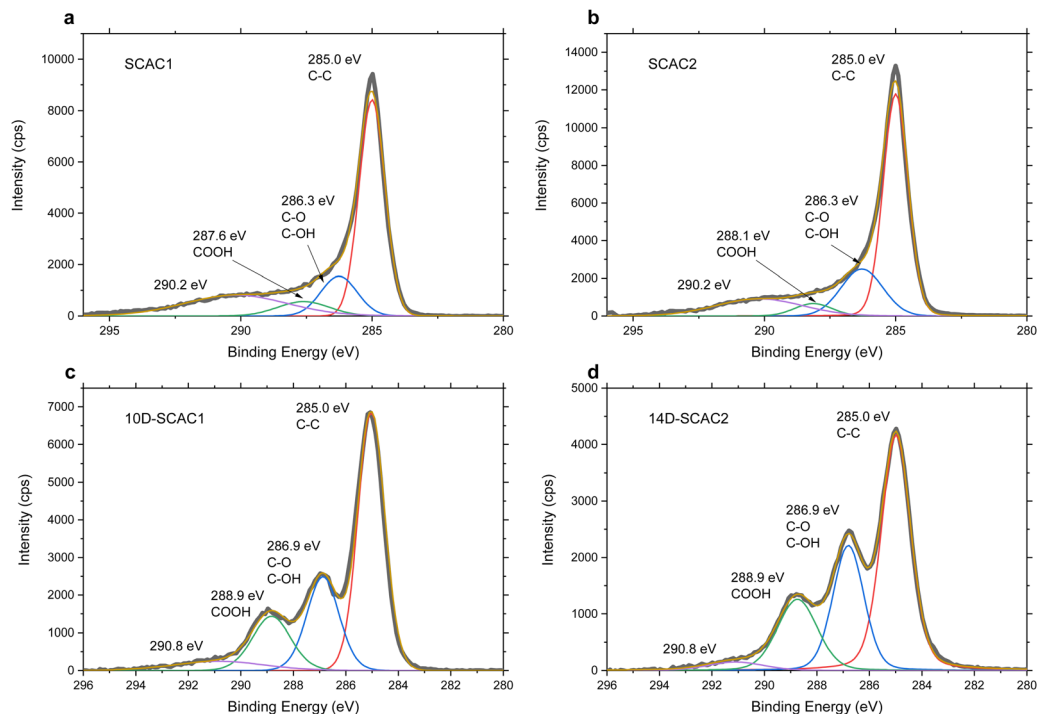 a
SCAC1
285.0 eV
C-C
286.3 eV
C-O
C-OH
287.6 eV
COOH
290.2 eV
0
2000
4000
6000
8000
10000
295
290
285
280
Intensity (cps)
Binding Energy (eV)
b
SCAC2
285.0 eV
C-C
286.3 eV
C-O
C-OH
288.1 eV
COOH
290.2 eV
0
2000
4000
6000
8000
10000
12000
14000
295
290
285
280
Intensity (cps)
Binding Energy (eV)
c
10D-SCAC1
285.0 eV
C-C
286.9 eV
C-O
C-OH
288.9 eV
COOH
290.8 eV
0
1000
2000
3000
4000
5000
6000
7000
296
294
292
290
288
286
284
282
280
Intensity (cps)
Binding Energy (eV)
d
14D-SCAC2
285.0 eV
C-C
286.9 eV
C-O
C-OH
288.9 eV
COOH
290.8 eV
0
1000
2000
3000
4000
5000
296
294
292
290
288
286
284
282
280
Intensity (cps)
Binding Energy (eV)